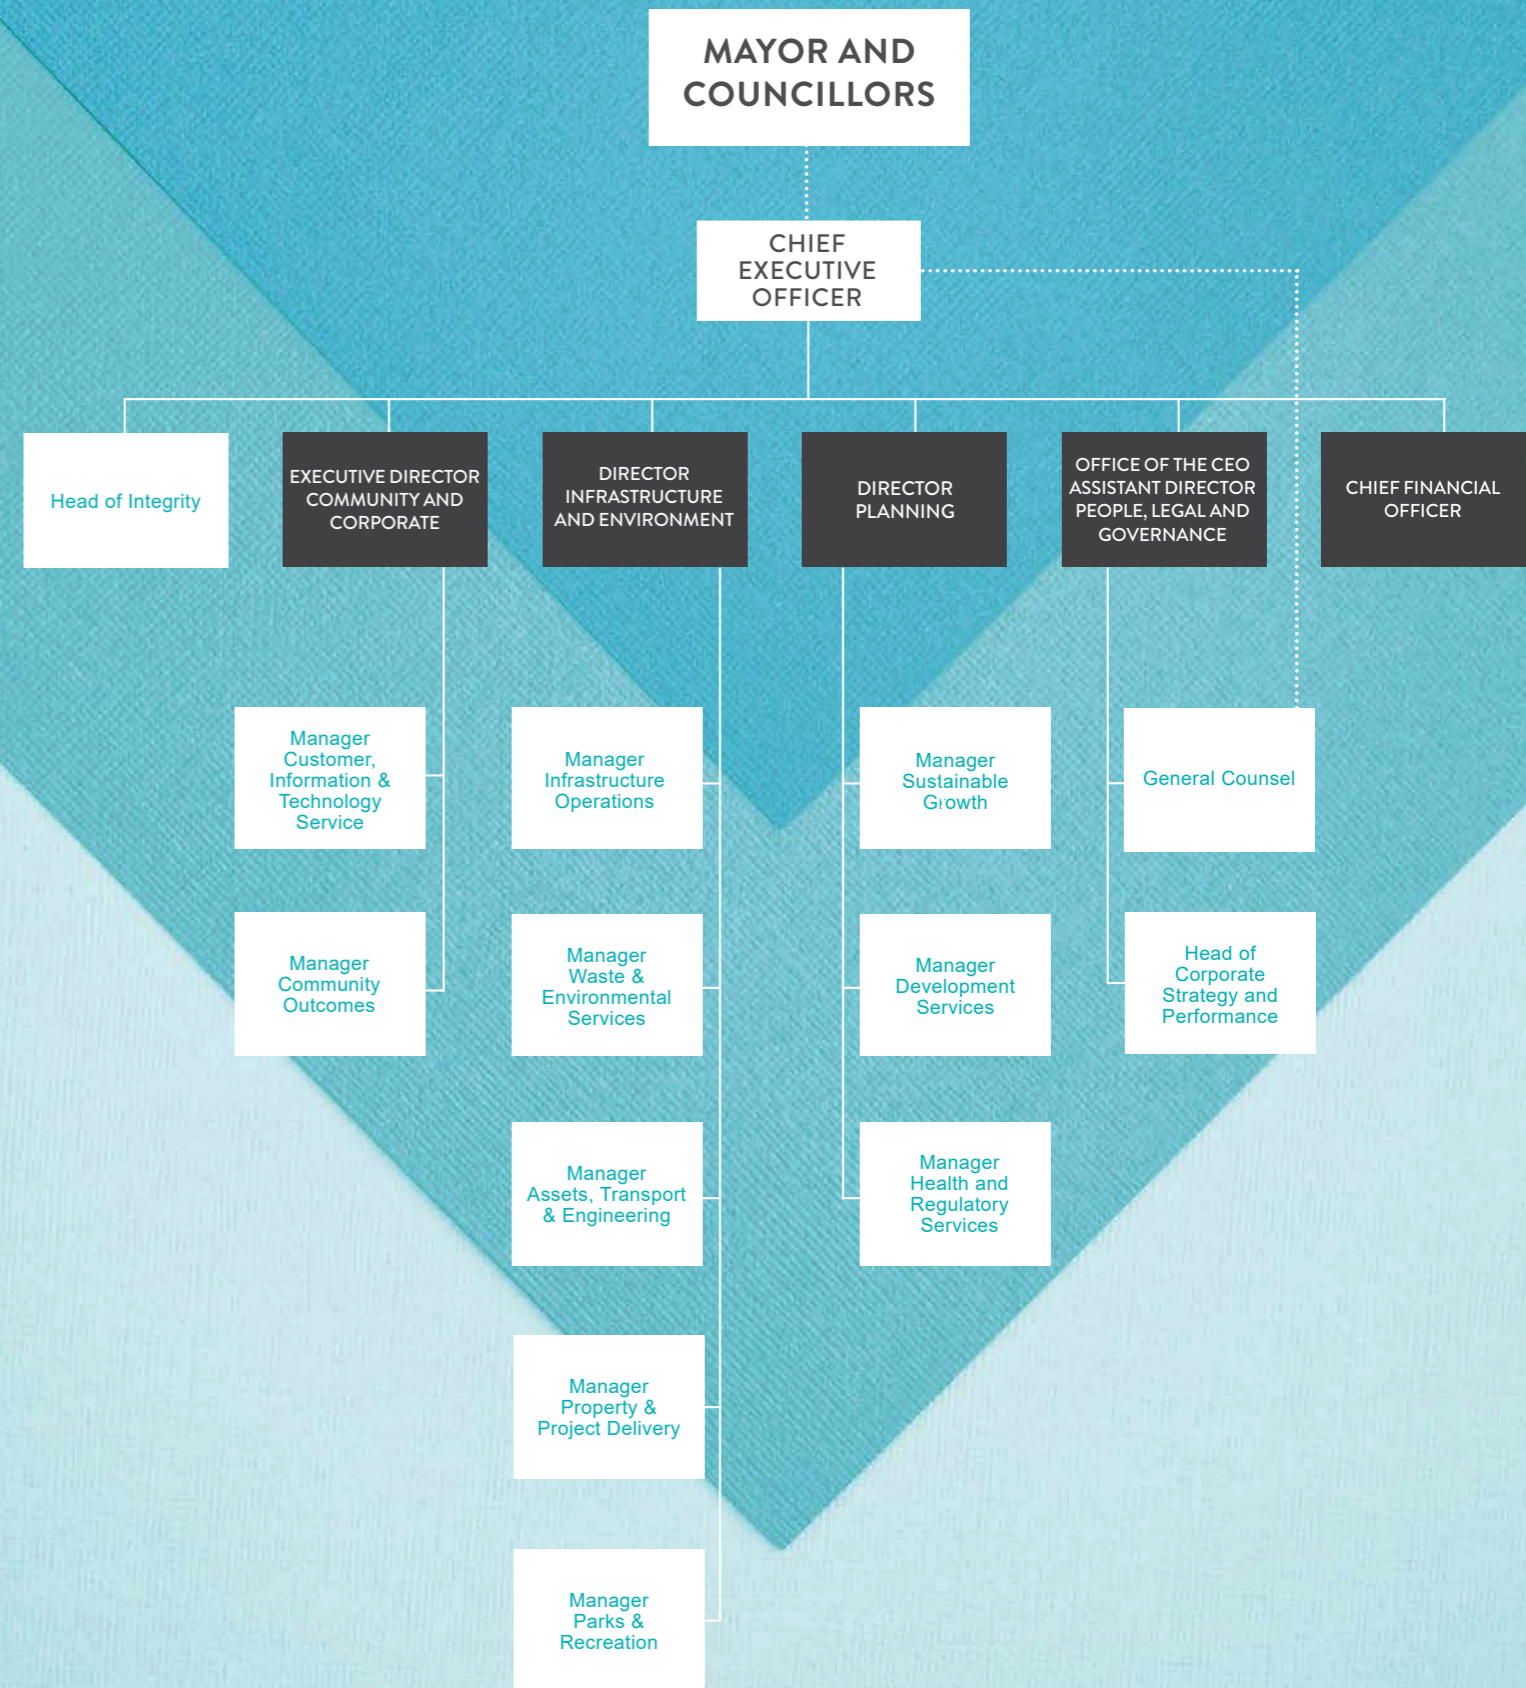 MAYOR AND
COUNCILLORS
CHIEF
EXECUTIVE
OFFICER
Head of Integrity
EXECUTIVE DIRECTOR
COMMUNITY AND
CORPORATE
DIRECTOR
INFRASTRUCTURE
AND ENVIRONMENT
DIRECTOR
PLANNING
OFFICE OF THE CEO
ASSISTANT DIRECTOR
PEOPLE, LEGAL AND
GOVERNANCE
CHIEF FINANCIAL
OFFICER
Manager
Customer,
Information &
Technology
Service
Manager
Infrastructure
Operations
Manager
Sustainable
Growth
General Counsel
Manager
Community
Outcomes
Manager
Waste &
Environmental
Services
Manager
Development
Services
Head of
Corporate
Strategy and
Performance
Manager
Assets, Transport
& Engineering
Manager
Health and
Regulatory
Services
Manager
Property &
Project Delivery
Manager
Parks &
Recreation